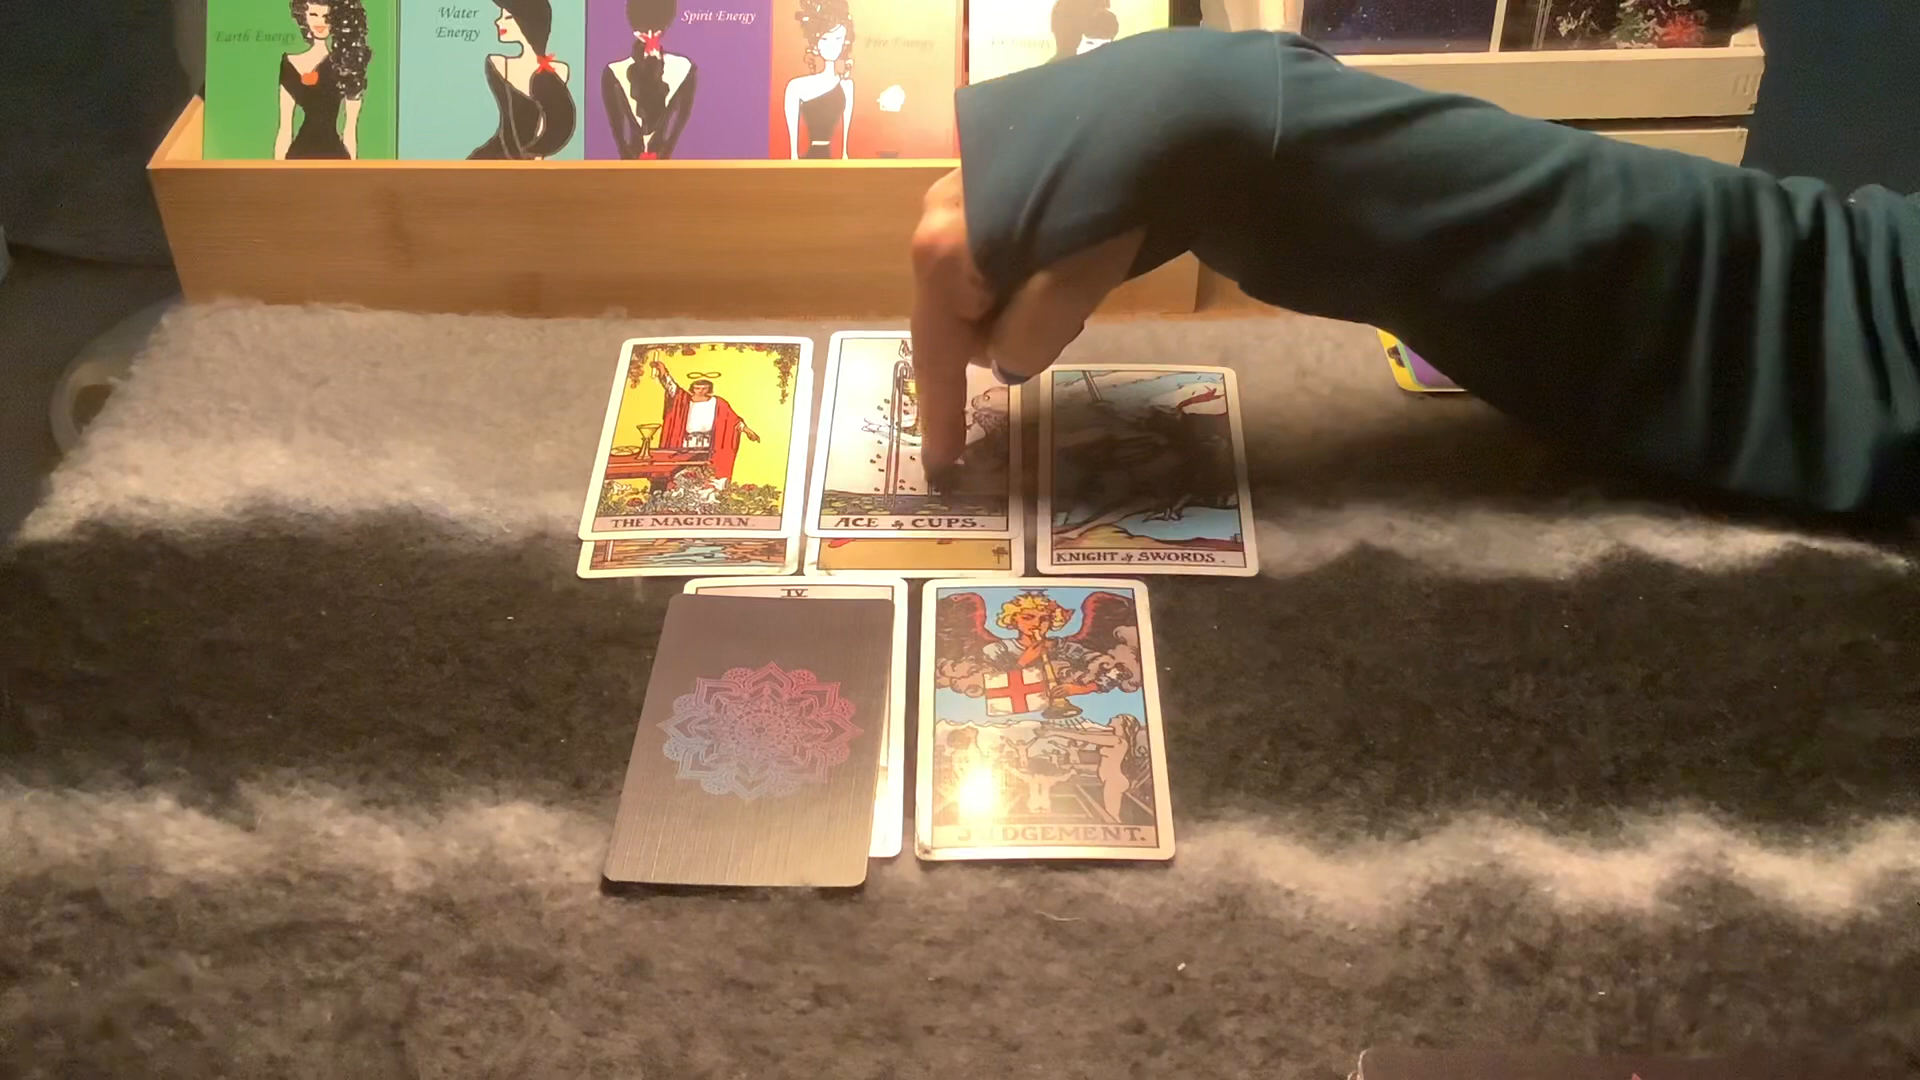 Earth Energy
Water
Energy
Spirit Energy
Fire Energy
I
THE MAGICIAN.
ACE of CUPS.
KNIGHT of SWORDS.
IV
JUDGEMENT.